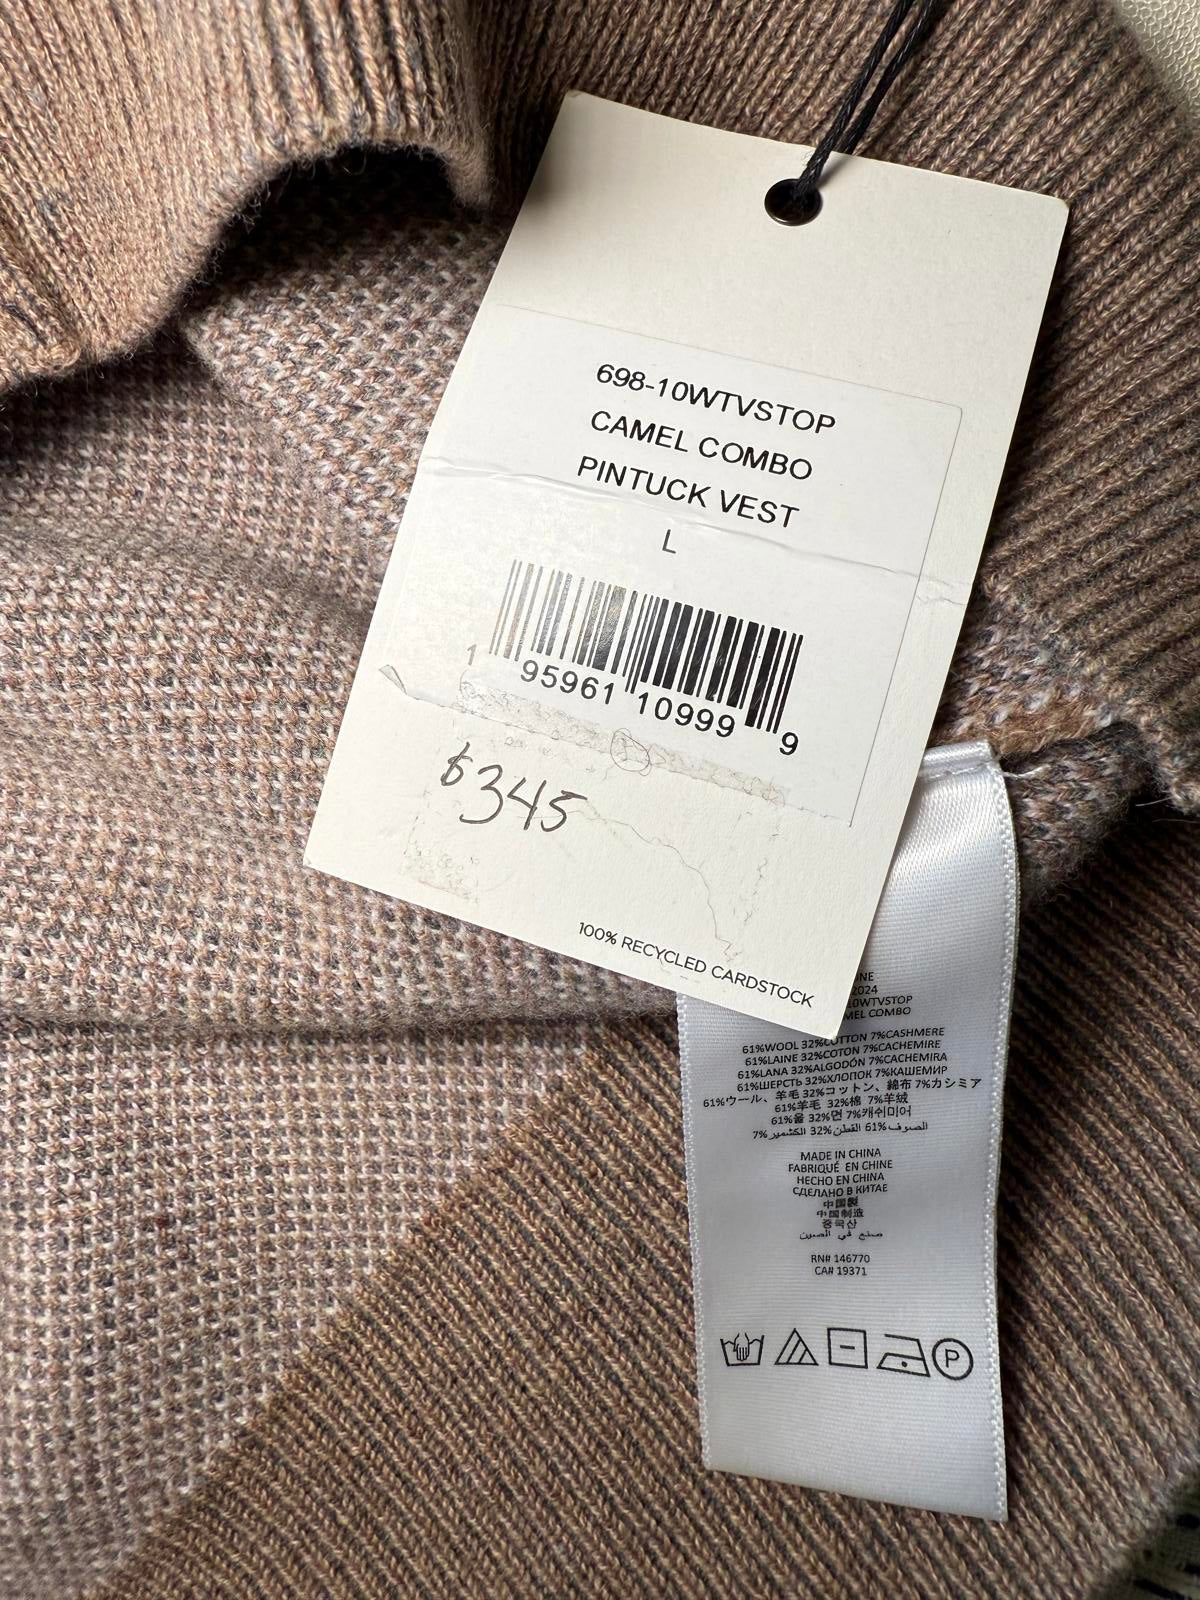 698-10WTVSTOP
CAMEL COMBO
PINTUCK VEST
L
1 95961 10999 9
$345
100% RECYCLED CARDSTOCK
NE
2024
10WTVSTOP
MEL COMBO
61%WOOL 32%COTTON 7%CASHMERE
61%LAINE 32%COTON 7%CACHEMIRE
61%LANA 32%ALGODÓN 7%CACHEMIRA
61%ШЕРСТЬ 32%ХЛОПОК 7%КАШЕМИР
61%ウール、羊毛 32%コットン、綿布 7%カシミア
61%羊毛 32%棉 7%羊绒
61%울 32%면 7%캐쉬미어
الصوف%61 القطن%32 الكشمير%7
MADE IN CHINA
FABRIQUÉ EN CHINE
HECHO EN CHINA
СДЕЛАНО В КИТАЕ
中国製
中国制造
중국산
صنع في الصين
RN# 146770
CA# 19371
P